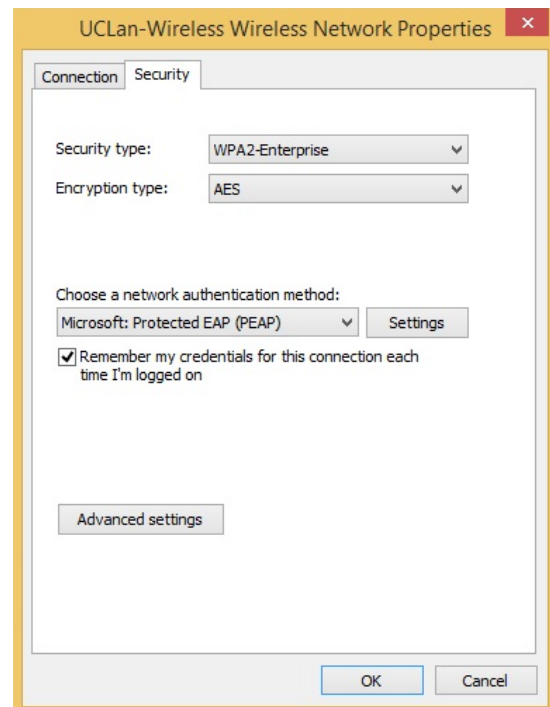 UCLan-Wireless Wireless Network Properties
Connection
Security
Security type:
WPA2-Enterprise
Encryption type:
AES
Choose a network authentication method:
Microsoft: Protected EAP (PEAP)
Settings
Remember my credentials for this connection each
time I'm logged on
Advanced settings
OK
Cancel